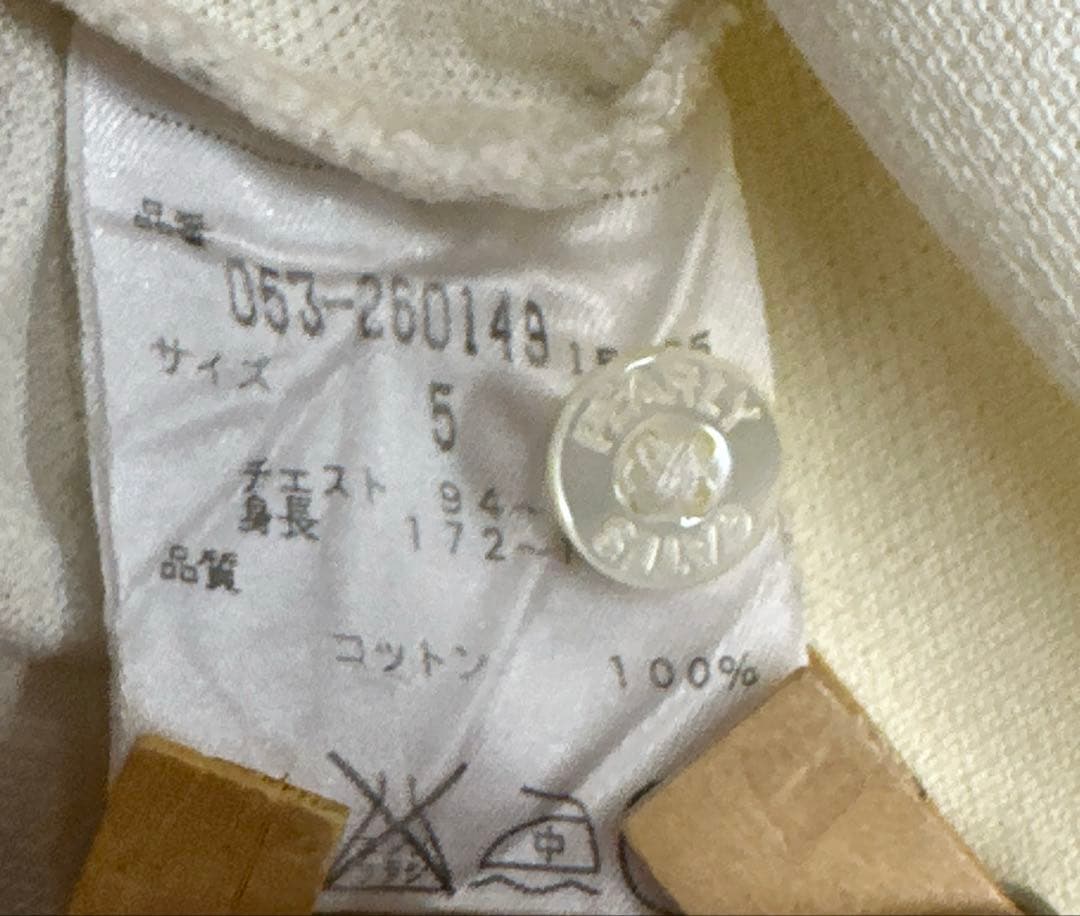 品番
053-260149
サイズ
5
チェスト 94~
身長 172~
品質
コットン 100%
中